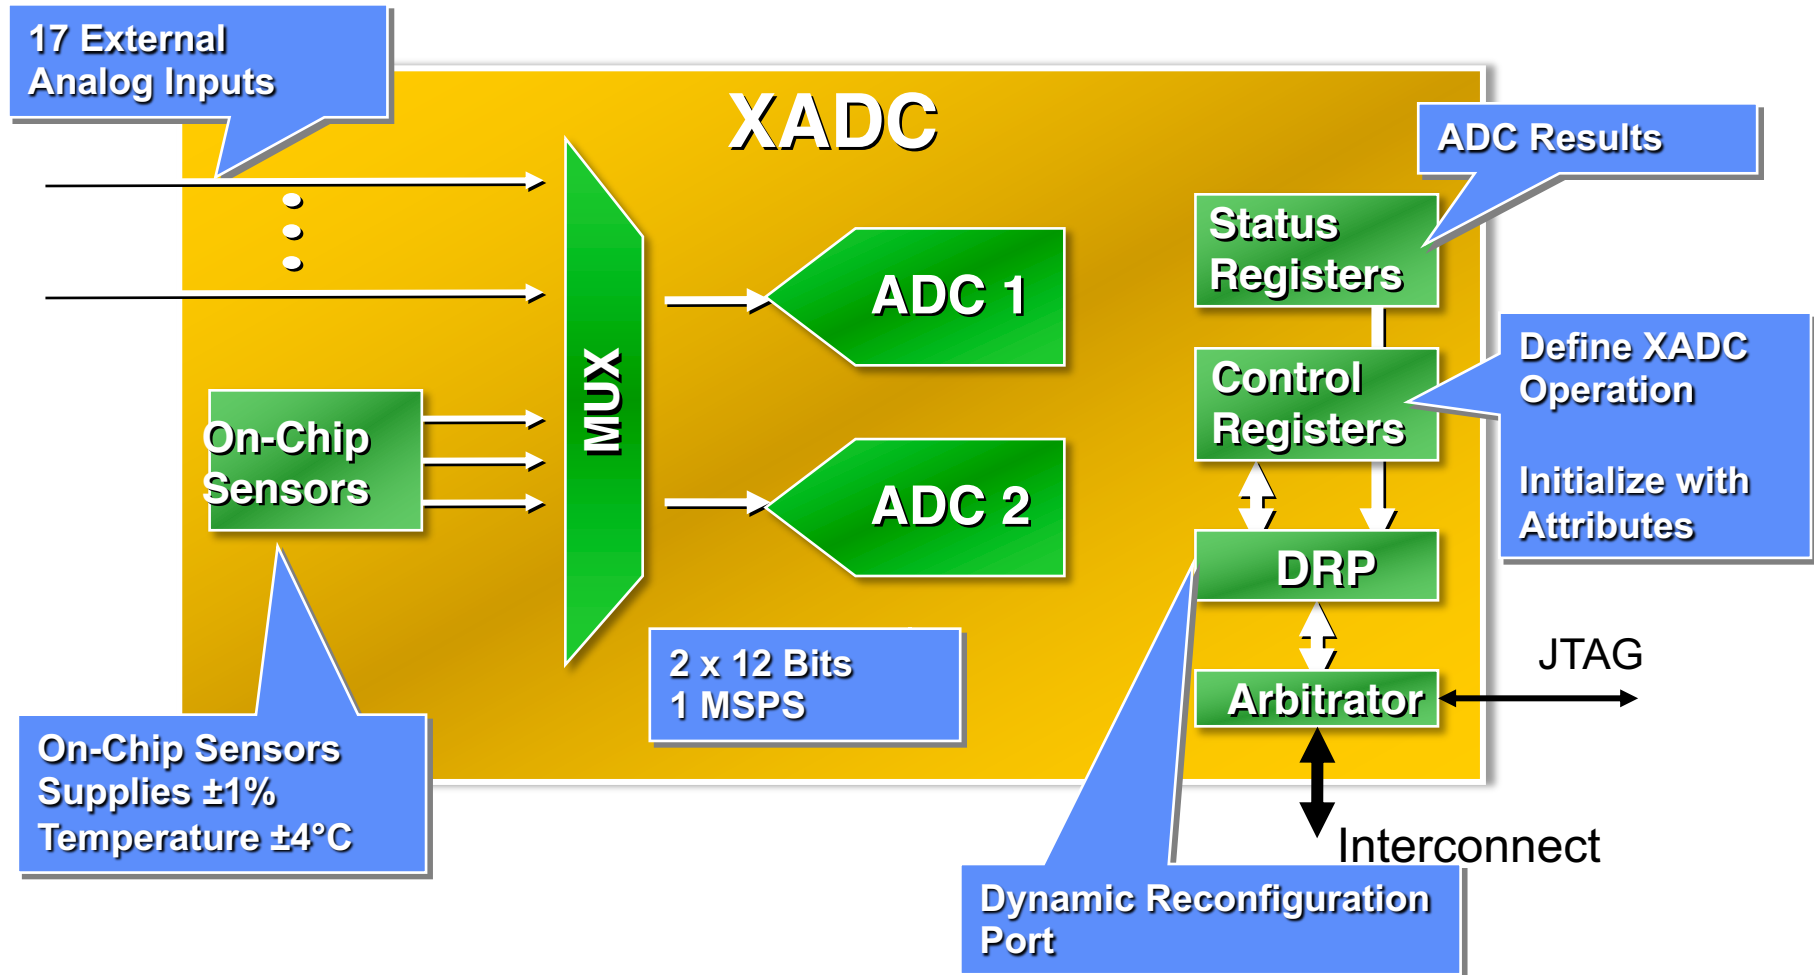 17 External
Analog Inputs
XADC
ADC Results
Status
Registers
ADC 1
Define XADC
Operation
Initialize with
Attributes
Control
Registers
MUX
On-Chip
Sensors
ADC 2
DRP
2 x 12 Bits
1 MSPS
JTAG
Arbitrator
On-Chip Sensors
Supplies ±1%
Temperature ±4°C
Interconnect
Dynamic Reconfiguration
Port